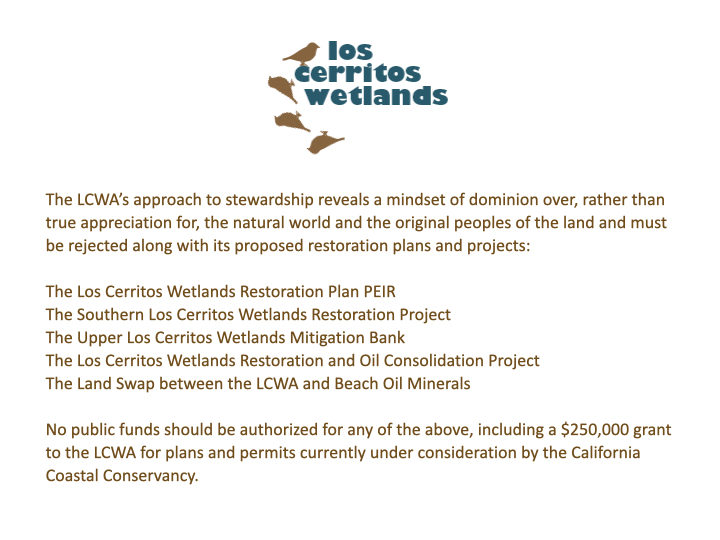 los
cerritos
wetlands
The LCWA’s approach to stewardship reveals a mindset of dominion over, rather than
true appreciation for, the natural world and the original peoples of the land and must
be rejected along with its proposed restoration plans and projects:
The Los Cerritos Wetlands Restoration Plan PEIR
The Southern Los Cerritos Wetlands Restoration Project
The Upper Los Cerritos Wetlands Mitigation Bank
The Los Cerritos Wetlands Restoration and Oil Consolidation Project
The Land Swap between the LCWA and Beach Oil Minerals
No public funds should be authorized for any of the above, including a $250,000 grant
to the LCWA for plans and permits currently under consideration by the California
Coastal Conservancy.